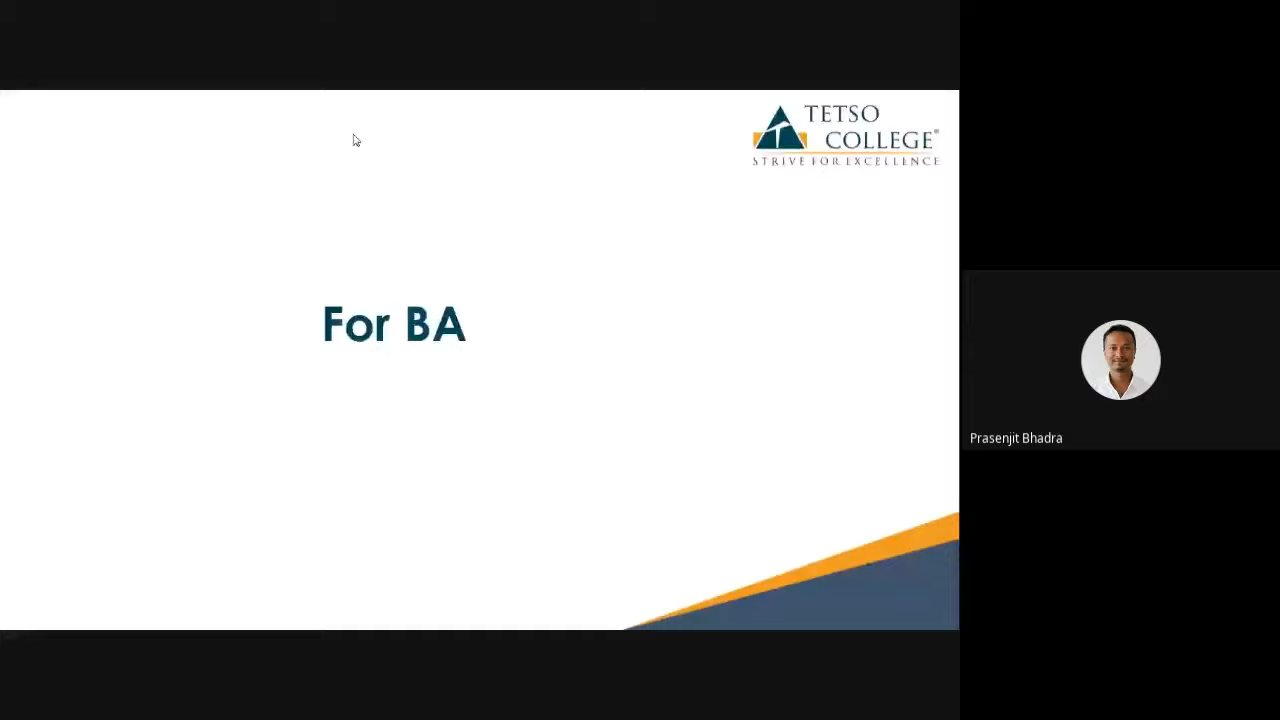 TETSO
COLLEGE®
STRIVE FOR EXCELLENCE
For BA
Prasenjit Bhadra